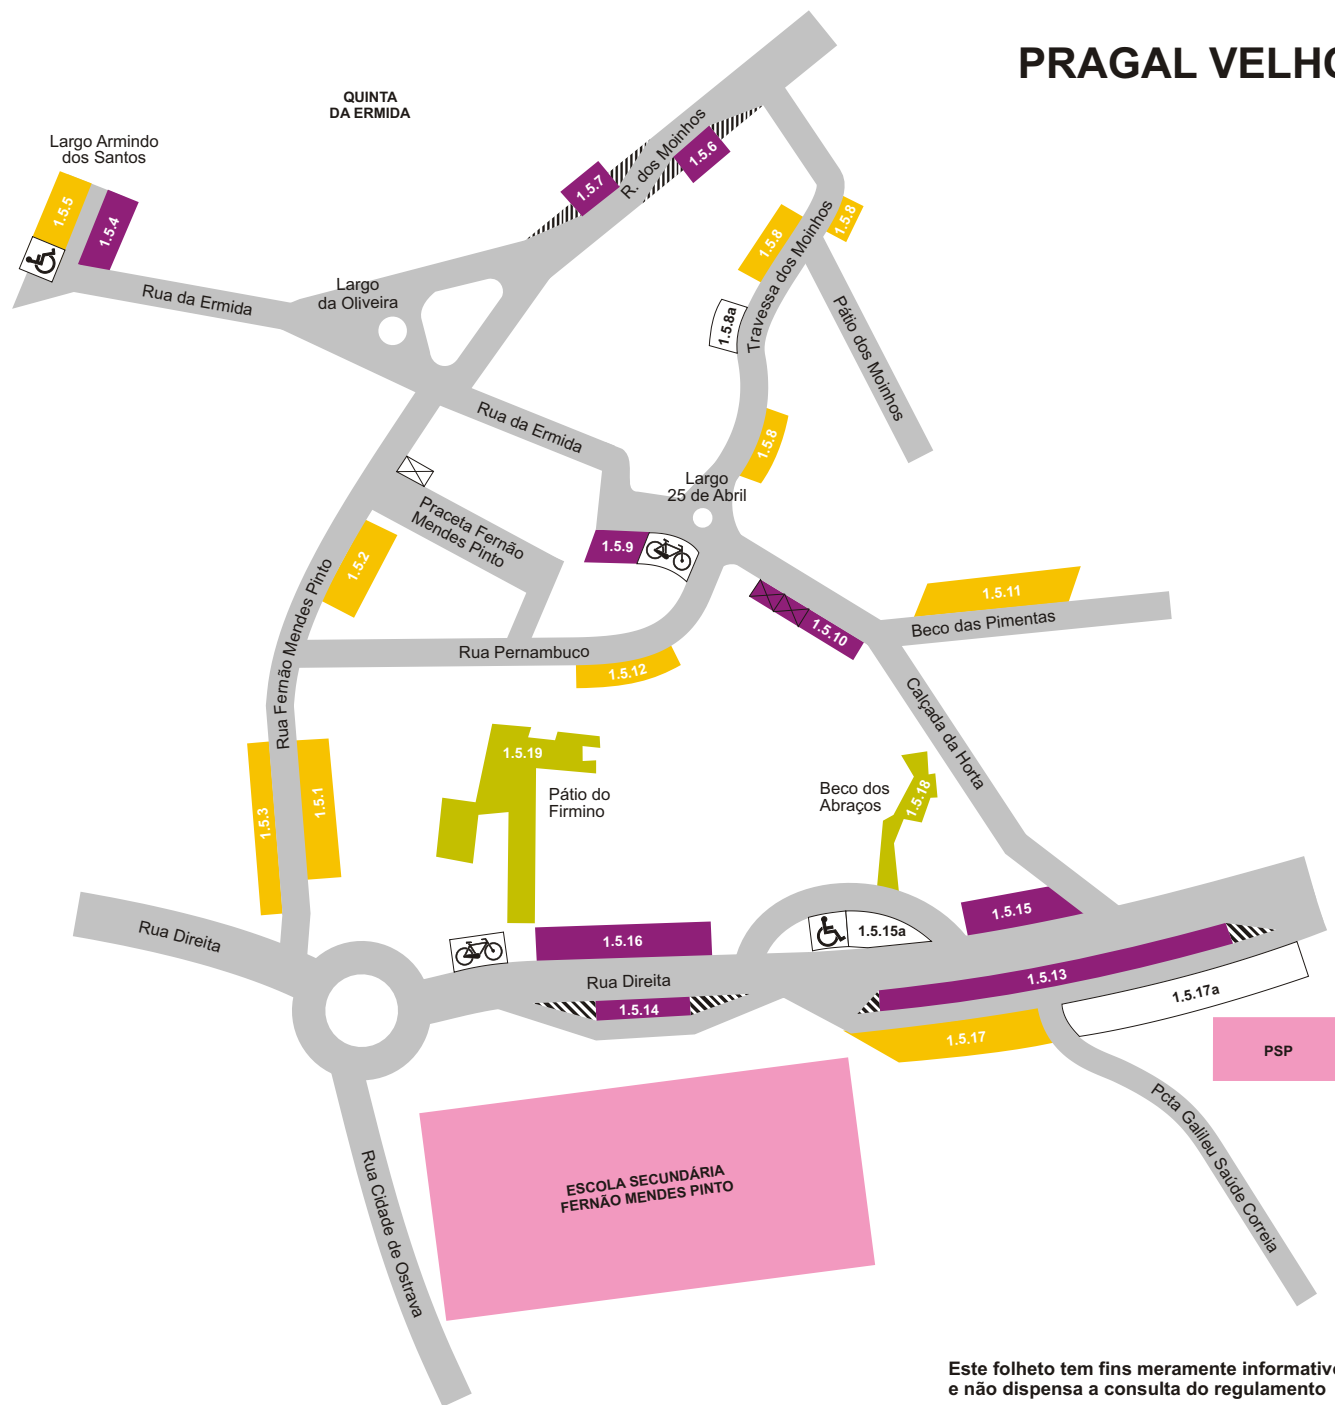 PRAGAL VELHO
QUINTA
DA ERMIDA
Largo Armindo
dos Santos
1.5.5
1.5.4
Rua da Ermida
Largo
da Oliveira
1.5.7
R. dos Moinhos
1.5.6
1.5.8
1.5.8
Travessa dos Moinhos
1.5.8a
Pátio dos Moinhos
Rua da Ermida
1.5.8
Largo
25 de Abril
Praceta Fernão
Mendes Pinto
1.5.2
1.5.9
1.5.10
1.5.11
Beco das Pimentas
Rua Fernão Mendes Pinto
Rua Pernambuco
1.5.12
Calçada da Horta
1.5.19
Pátio do
Firmino
Beco dos
Abraços
1.5.18
1.5.3
1.5.1
Rua Direita
1.5.16
1.5.15a
1.5.15
Rua Direita
1.5.14
1.5.13
1.5.17a
1.5.17
PSP
Pcta Galileu Saúde Correia
ESCOLA SECUNDÁRIA
FERNÃO MENDES PINTO
Rua Cidade de Ostrava
Este folheto tem fins meramente informativo
e não dispensa a consulta do regulamento